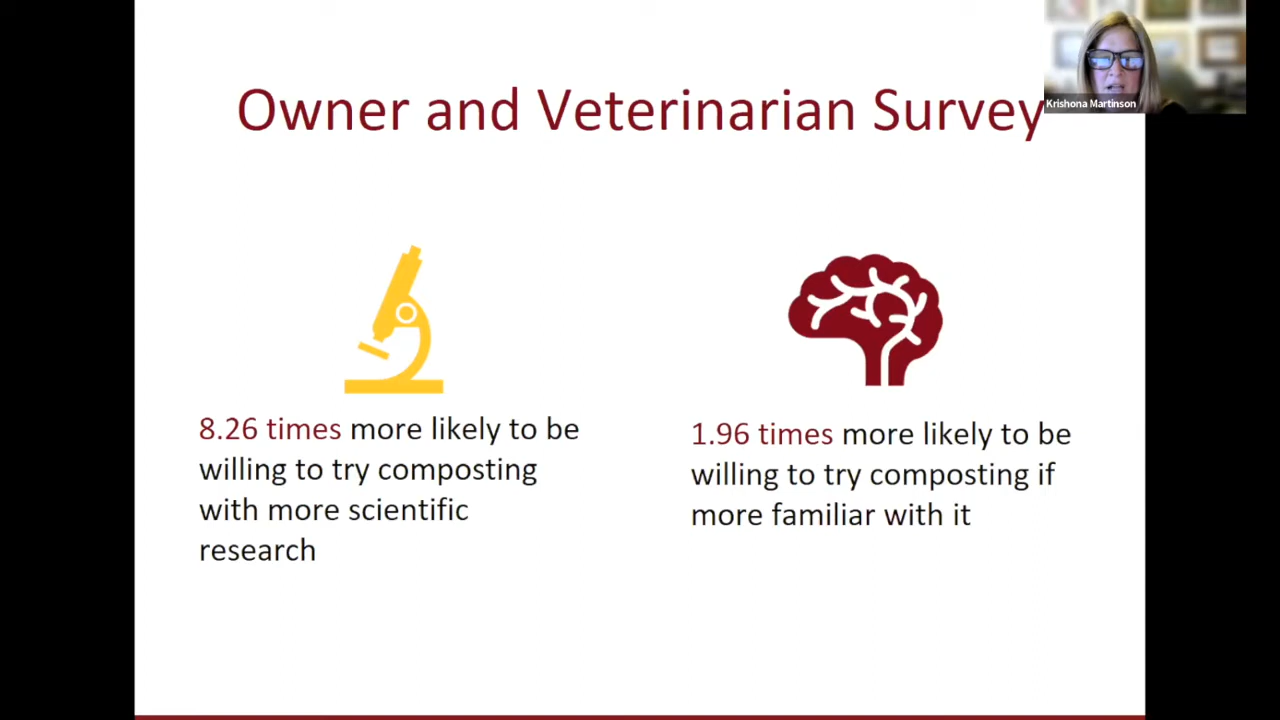 Owner and Veterinarian Survey
Krishona Martinson
8.26 times more likely to be
willing to try composting
with more scientific
research
1.96 times more likely to be
willing to try composting if
more familiar with it